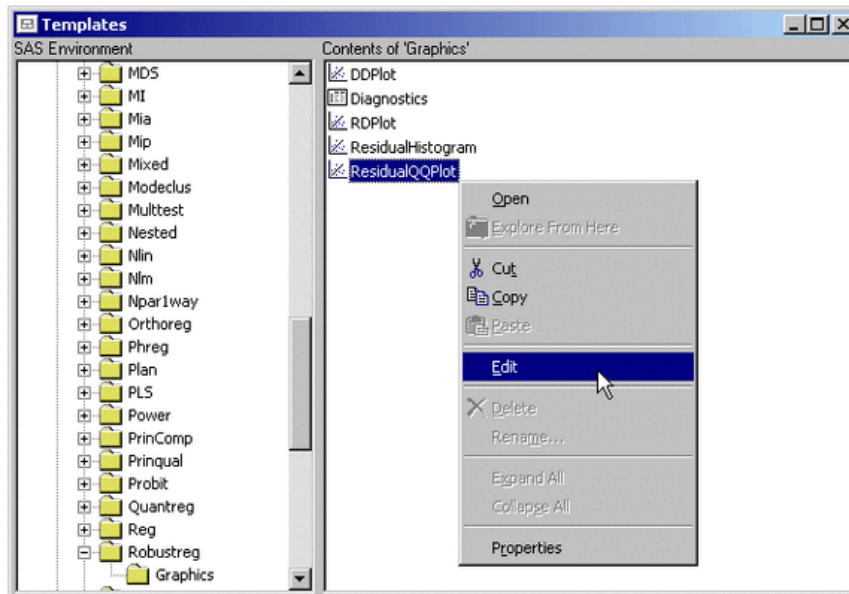 Templates
SAS Environment
Contents of 'Graphics'
MDS
MI
Mia
Mip
Mixed
Modeclus
Multtest
Nested
Nlin
Nlm
Npar1way
Orthoreg
Phreg
Plan
PLS
Power
PrinComp
Prinqual
Probit
Quantreg
Reg
Robustreg
Graphics
DDPlot
Diagnostics
RDPlot
ResidualHistogram
ResidualQQPlot
Open
Explore From Here
Cut
Copy
Paste
Edit
Delete
Rename...
Expand All
Collapse All
Properties